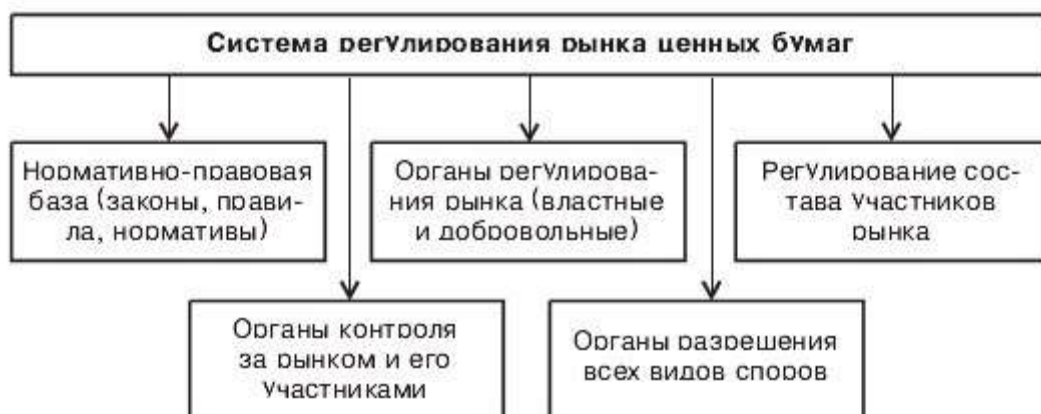 Система регулирования рынка ценных бумаг
Нормативно-правовая
база (законы, прави-
ла, нормативы)
Органы регулирова-
ния рынка (властные
и добровольные)
Регулирование сос-
тава участников
рынка
Органы контроля
за рынком и его
участниками
Органы разрешения
всех видов споров